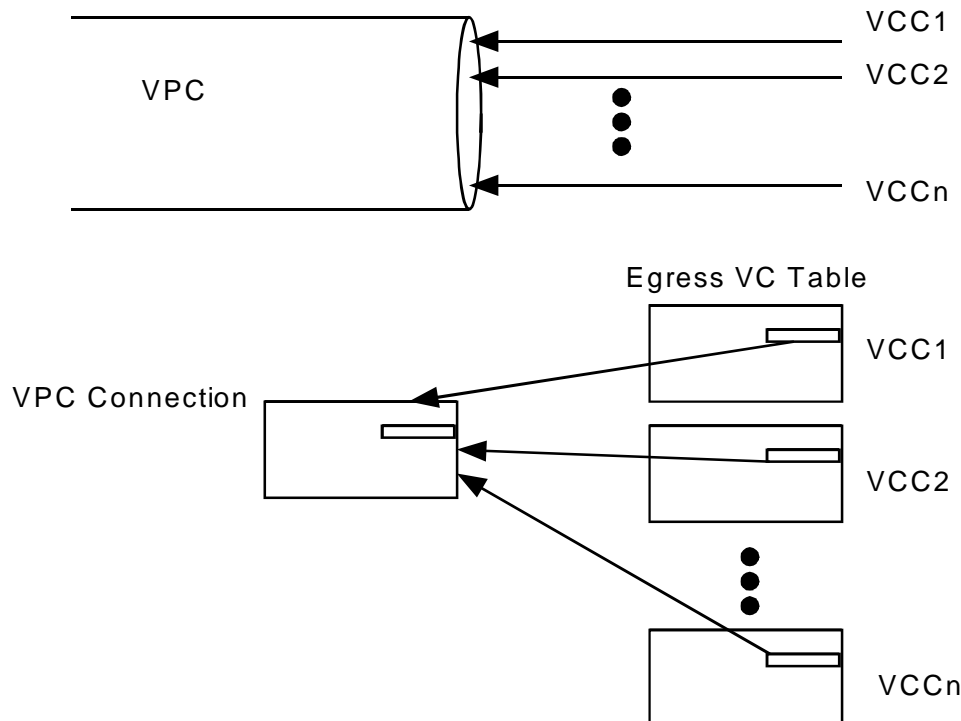 VCC1
VPC
VCC2
VCCn
Egress VC Table
VCC1
VPC Connection
VCC2
VCCn